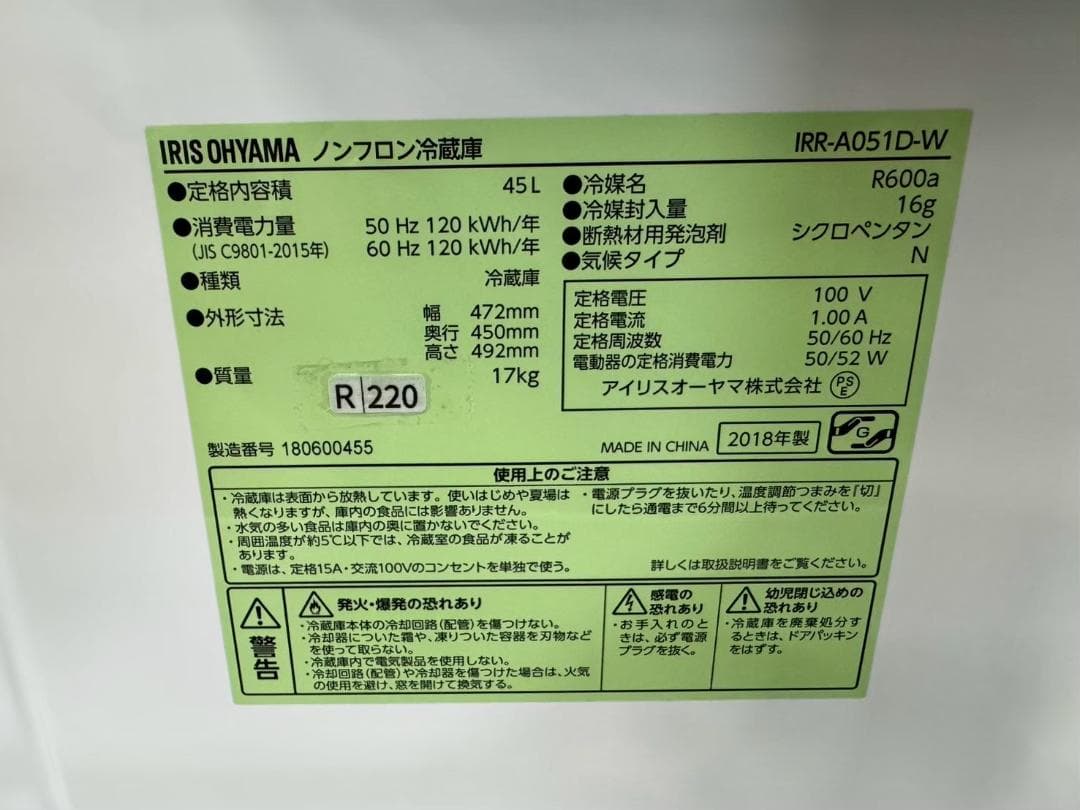 IRIS OHYAMA ノンフロン冷蔵庫 IRR-A051D-W
●定格内容積 45L
●消費電力量 50 Hz 120 kWh/年
(JIS C9801-2015年) 60 Hz 120 kWh/年
●種類 冷蔵庫
●外形寸法 幅 472mm
奥行 450mm
高さ 492mm
●質量 17kg
R 220
製造番号 180600455
●冷媒名 R600a
●冷媒封入量 16g
●断熱材用発泡剤 シクロペンタン
●気候タイプ N
定格電圧 100 V
定格電流 1.00 A
定格周波数 50/60 Hz
電動器の定格消費電力 50/52 W
アイリスオーヤマ株式会社 PSE
MADE IN CHINA 2018年製 G
使用上のご注意
・冷蔵庫は表面から放熱しています。使いはじめや夏場は
熱くなりますが、庫内の食品には影響ありません。
・水気の多い食品は庫内の奥に置かないでください。
・周囲温度が約5℃以下では、冷蔵室の食品が凍ることが
あります。
・電源は、定格15A・交流100Vのコンセントを単独で使う。
・電源プラグを抜いたり、温度調節つまみを「切」
にしたら通電まで6分間以上待ってください。
詳しくは取扱説明書をご覧ください。
警告
発火・爆発の恐れあり
・冷蔵庫本体の冷却回路(配管)を傷つけない。
・冷却器についた霜や、凍りついた容器を刃物など
を使って取らない。
・冷蔵庫内で電気製品を使用しない。
・冷却回路(配管)や冷却器を傷つけた場合は、火気
の使用を避け、窓を開けて換気する。
感電の
恐れあり
・お手入れのと
きは、必ず電源
プラグを抜く。
幼児閉じ込めの
恐れあり
・冷蔵庫を廃棄処分す
るときは、ドアパッキン
をはずす。